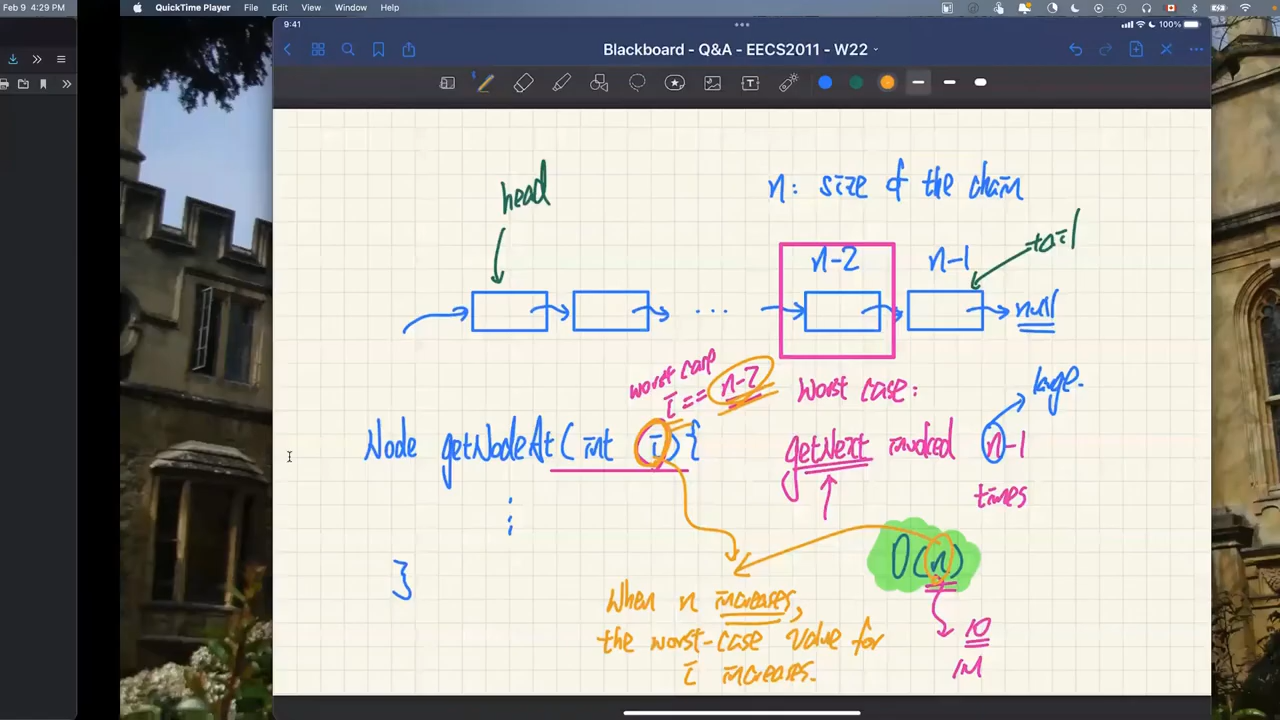 Feb 9 4:29 PM
QuickTime Player File Edit View Window Help
9:41
100%
Blackboard - Q&A - EECS2011 - W22
head
n: size of the chain
tail
n-2
n-1
...
null
worst case
i == n-2
worst case:
large.
Node getNodeAt(int i){
getNext invoked n-1
times
:
O(n)
}
When n increases,
the worst-case value for
i increases.
10
1M